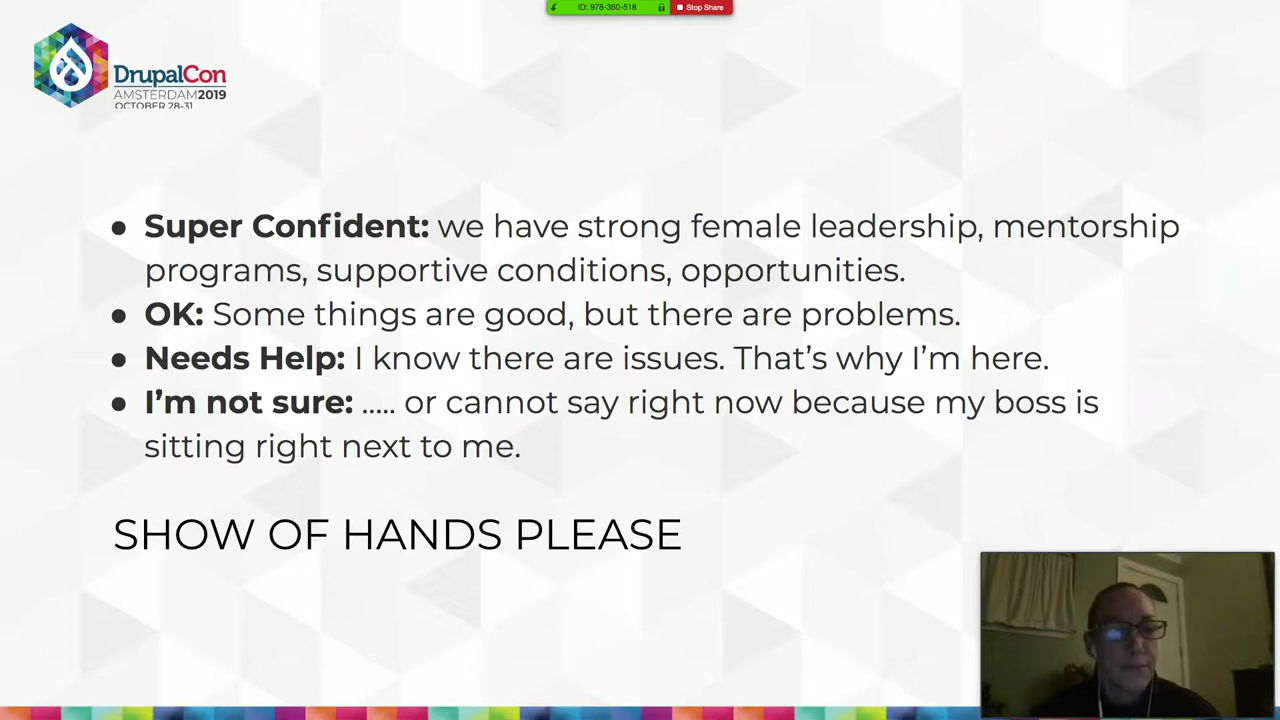 ID: 978-360-518
Stop Share
DrupalCon
AMSTERDAM2019
OCTOBER 28-31
● Super Confident: we have strong female leadership, mentorship
programs, supportive conditions, opportunities.
● OK: Some things are good, but there are problems.
● Needs Help: I know there are issues. That’s why I’m here.
● I’m not sure: ..... or cannot say right now because my boss is
sitting right next to me.
SHOW OF HANDS PLEASE